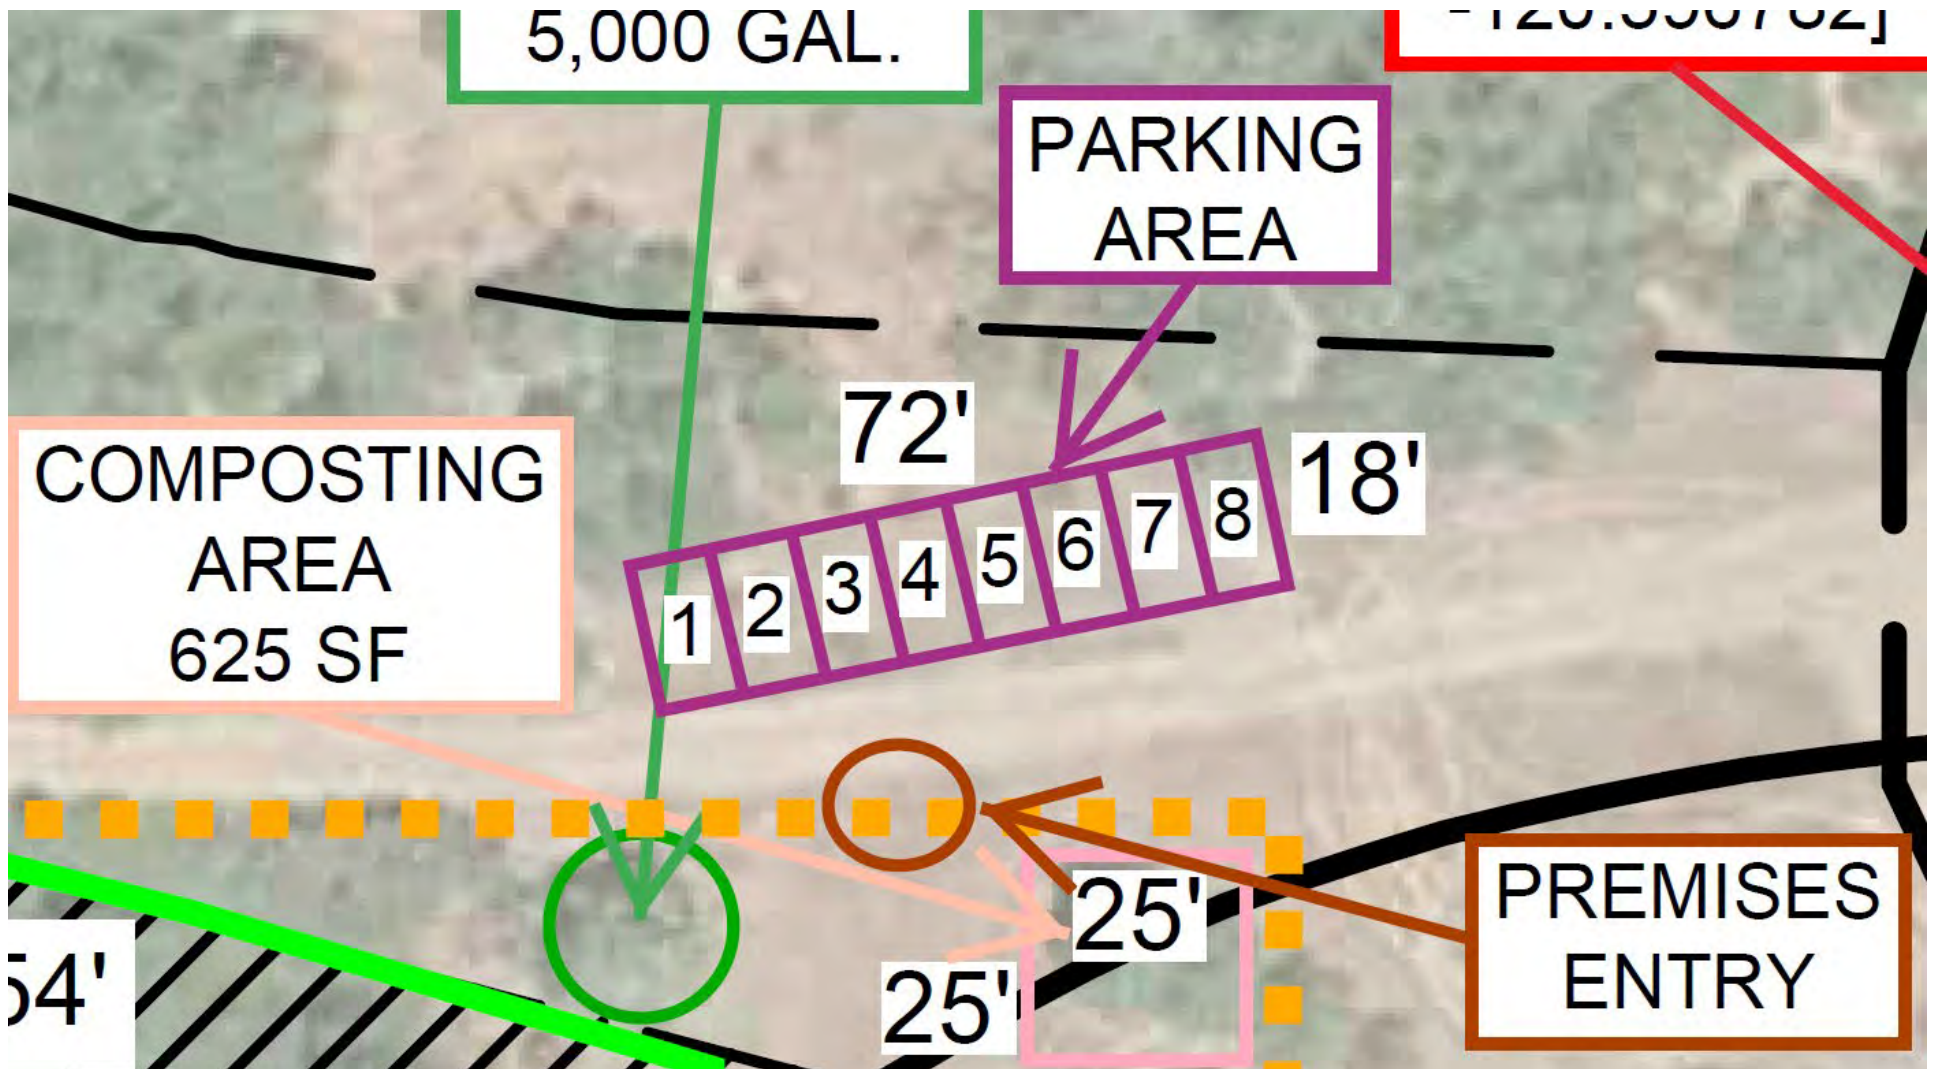 5,000 GAL.
PARKING
AREA
72'
18'
COMPOSTING
AREA
625 SF
1
2
3
4
5
6
7
8
25'
25'
PREMISES
ENTRY